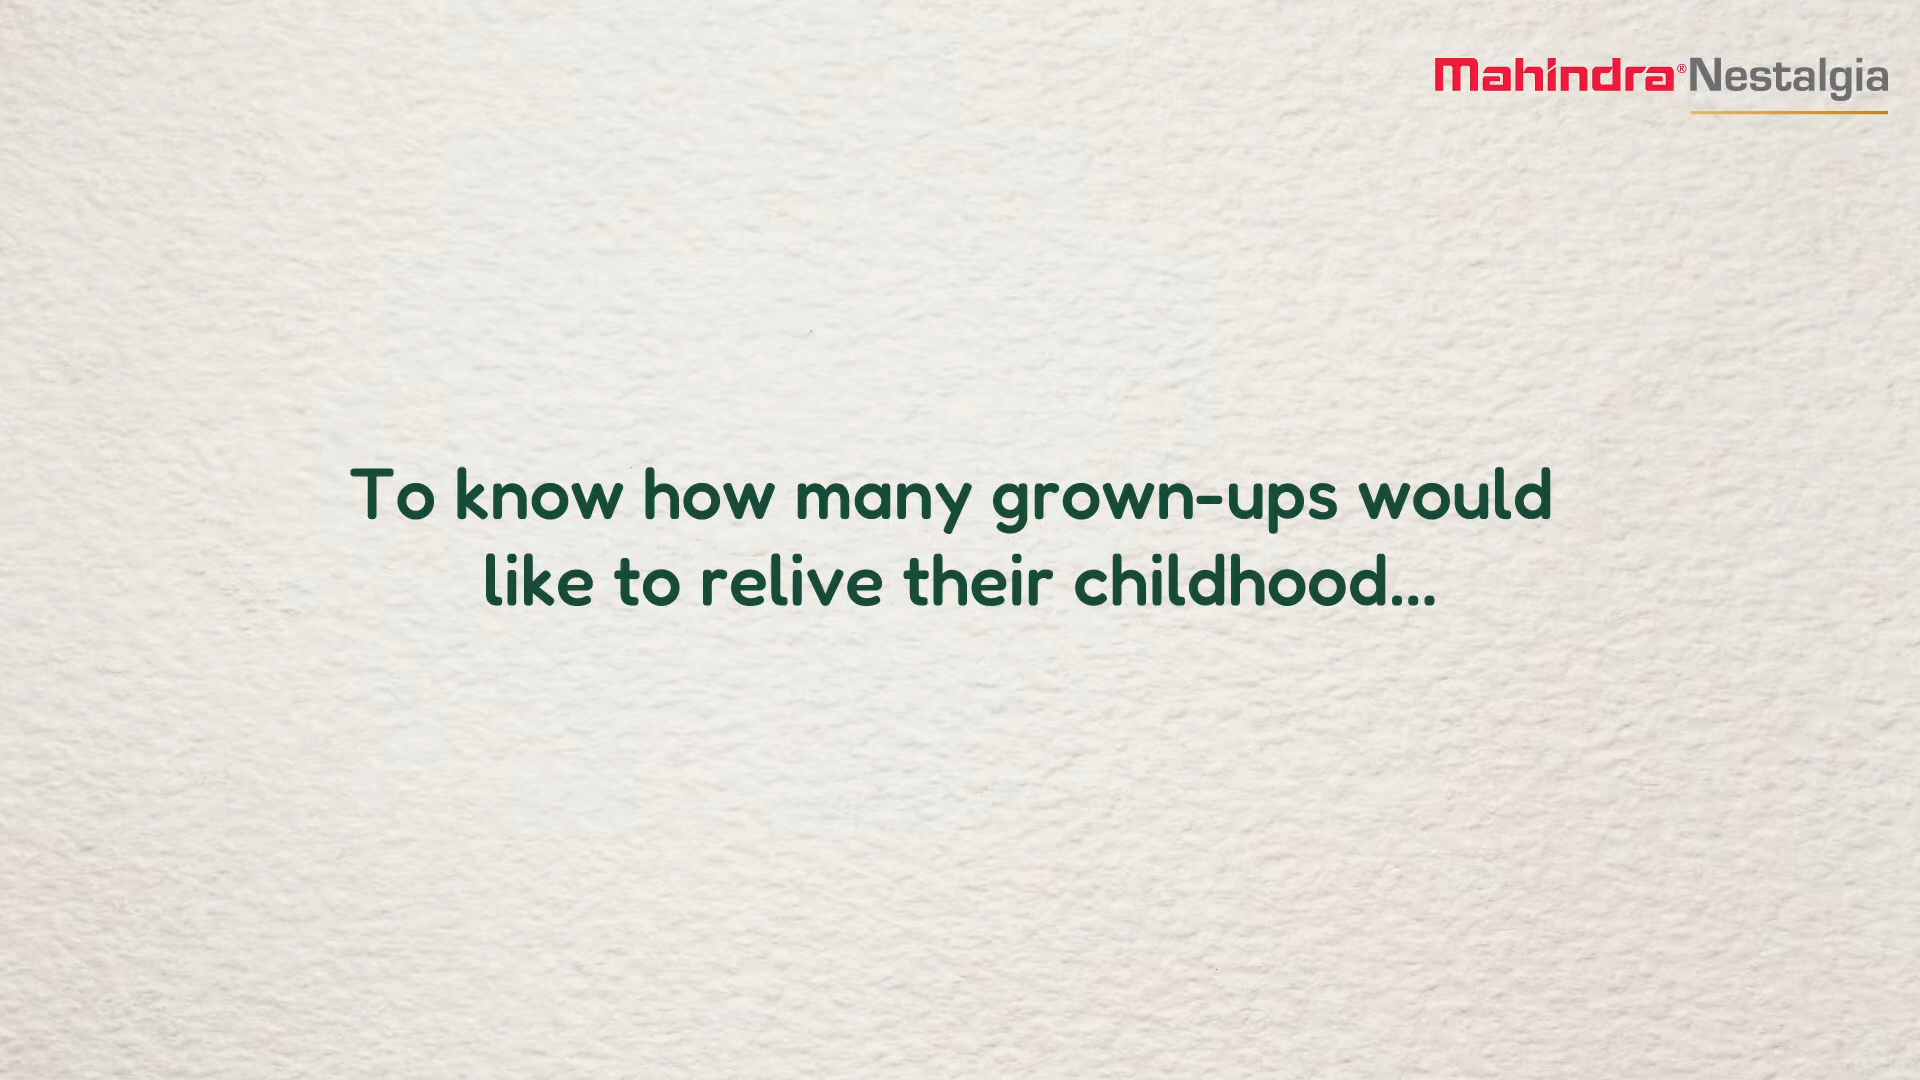 Mahindra®Nestalgia
To know how many grown-ups would
like to relive their childhood...